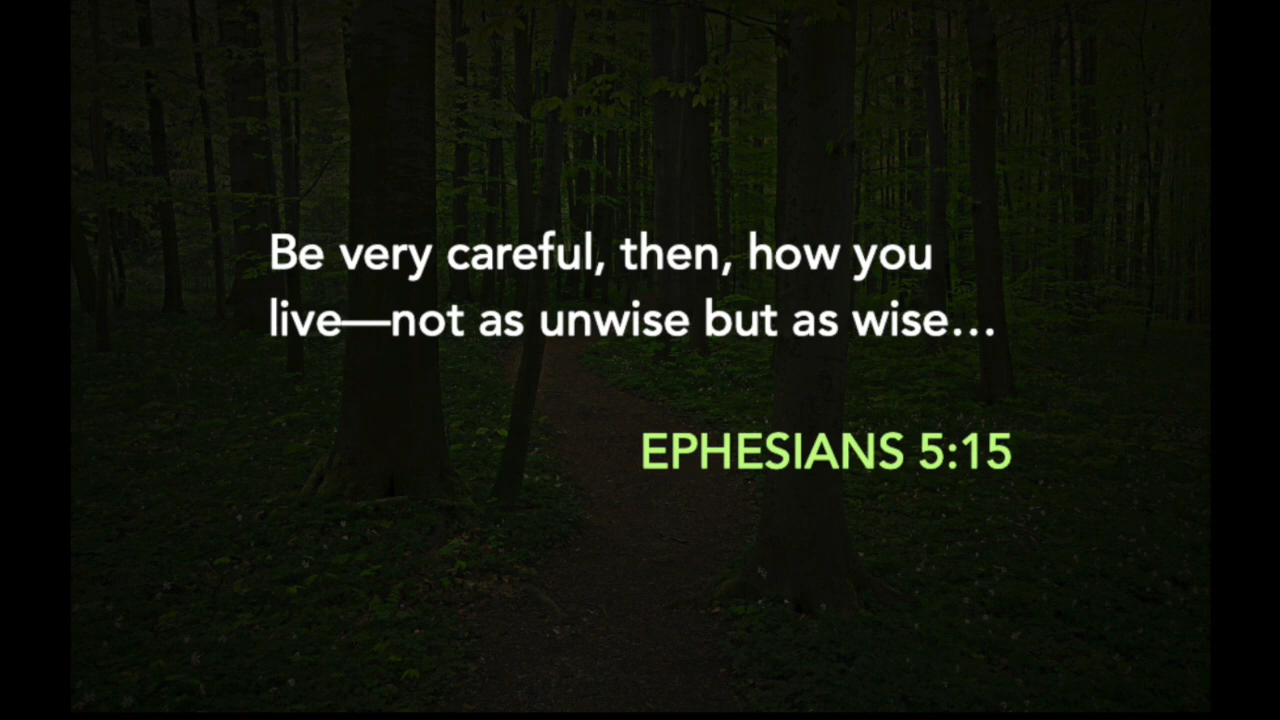 Be very careful, then, how you
live—not as unwise but as wise…
EPHESIANS 5:15